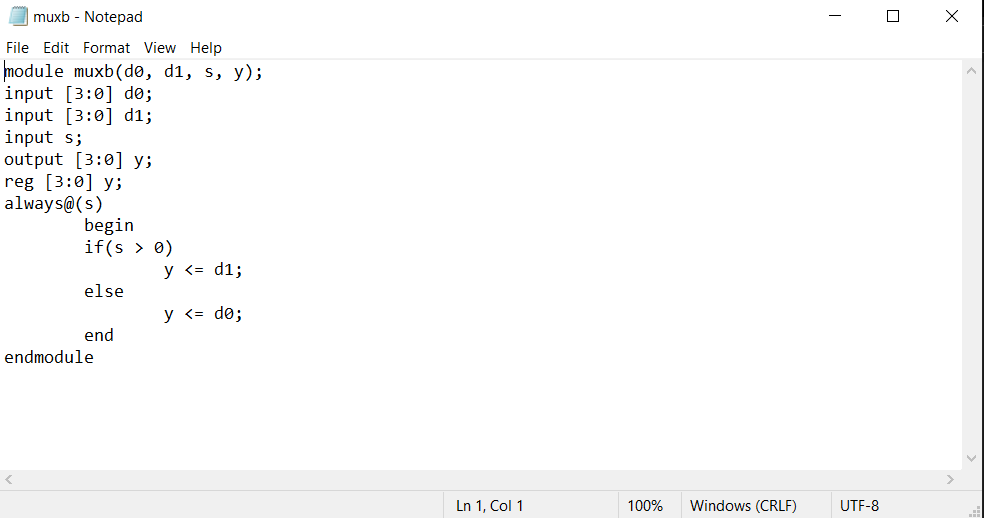 muxb - Notepad
File Edit Format View Help
module muxb(d0, d1, s, y);
input [3:0] d0;
input [3:0] d1;
input s;
output [3:0] y;
reg [3:0] y;
always@(s)
        begin
        if(s > 0)
                y <= d1;
        else
                y <= d0;
        end
endmodule
Ln 1, Col 1 100% Windows (CRLF) UTF-8